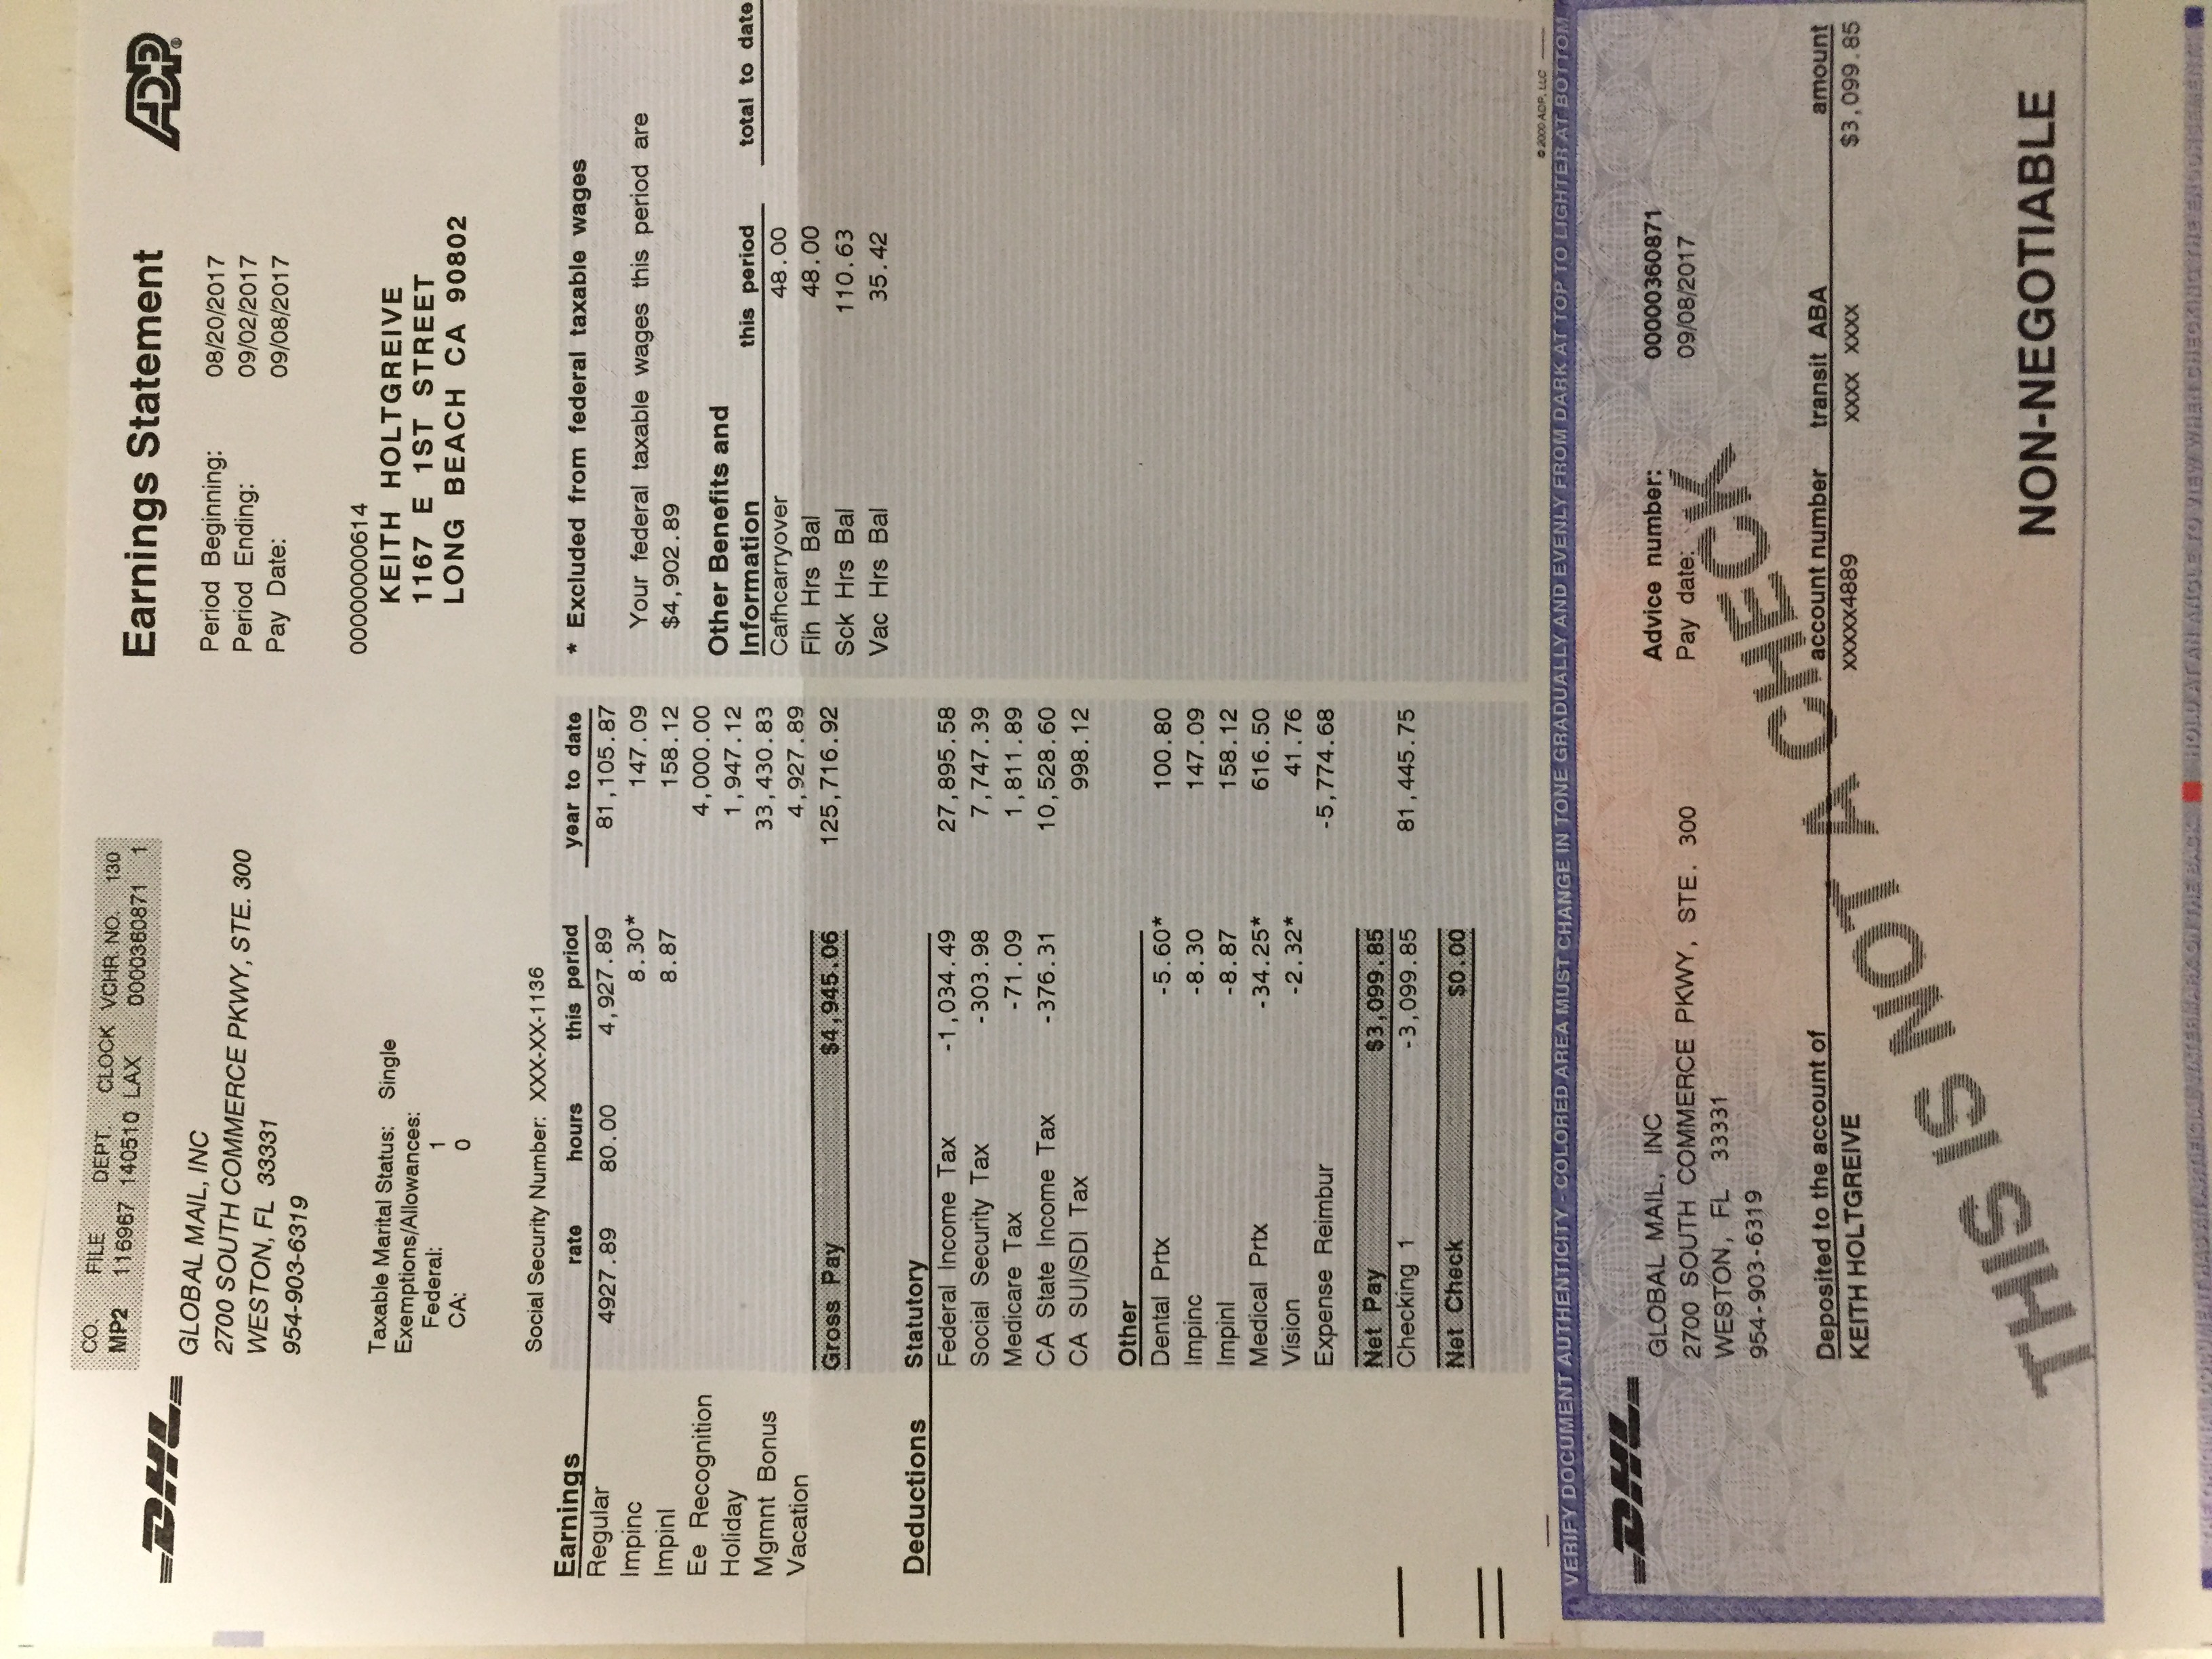 CO. FILE DEPT. CLOCK VCHR. NO. 130
MP2 116967 140510 LAX 0000360871 1
DHL
GLOBAL MAIL, INC
2700 SOUTH COMMERCE PKWY, STE. 300
WESTON, FL 33331
954-903-6319
Earnings Statement
ADP®
Period Beginning: 08/20/2017
Period Ending: 09/02/2017
Pay Date: 09/08/2017
Taxable Marital Status: Single
Exemptions/Allowances:
Federal: 1
CA: 0
0000000614
KEITH HOLTGREIVE
1167 E 1ST STREET
LONG BEACH CA 90802
Social Security Number: XXX-XX-1136
Earnings rate hours this period year to date
Regular 4927.89 80.00 4,927.89 81,105.87
Impinc 8.30* 147.09
Impinl 8.87 158.12
Ee Recognition 4,000.00
Holiday 1,947.12
Mgmnt Bonus 33,430.83
Vacation 4,927.89
Gross Pay $4,945.06 125,716.92
Deductions Statutory
Federal Income Tax -1,034.49 27,895.58
Social Security Tax -303.98 7,747.39
Medicare Tax -71.09 1,811.89
CA State Income Tax -376.31 10,528.60
CA SUI/SDI Tax 998.12
Other
Dental Prtx -5.60* 100.80
Impinc -8.30 147.09
Impinl -8.87 158.12
Medical Prtx -34.25* 616.50
Vision -2.32* 41.76
Expense Reimbur -5,774.68
Net Pay $3,099.85
Checking 1 -3,099.85 81,445.75
Net Check $0.00
* Excluded from federal taxable wages
Your federal taxable wages this period are
$4,902.89
Other Benefits and
Information this period total to date
Cafhcarryover 48.00
Flh Hrs Bal 48.00
Sck Hrs Bal 110.63
Vac Hrs Bal 35.42
© 2000 ADP, LLC
VERIFY DOCUMENT AUTHENTICITY - COLORED AREA MUST CHANGE IN TONE GRADUALLY AND EVENLY FROM DARK AT TOP TO LIGHTER AT BOTTOM
DHL
GLOBAL MAIL, INC
2700 SOUTH COMMERCE PKWY, STE. 300
WESTON, FL 33331
954-903-6319
Advice number: 00000360871
Pay date: 09/08/2017
Deposited to the account of account number transit ABA amount
KEITH HOLTGREIVE xxxxx4889 xxxx xxxx $3,099.85
THIS IS NOT A CHECK
NON-NEGOTIABLE